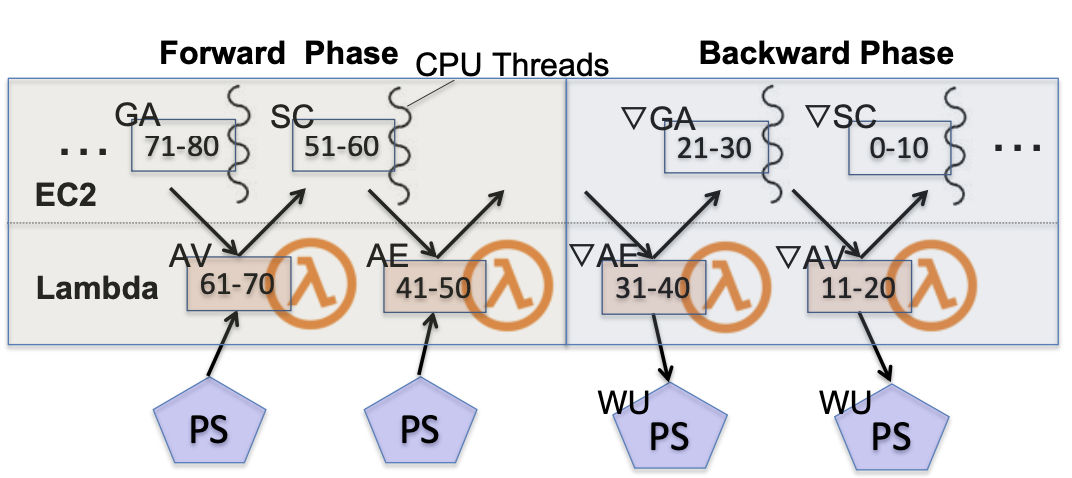 Forward Phase
CPU Threads
Backward Phase
GA
SC
▽GA
▽SC
...
71-80
51-60
21-30
0-10
...
EC2
AV
AE
▽AE
▽AV
Lambda
61-70
λ
41-50
λ
31-40
λ
11-20
λ
WU
WU
PS
PS
PS
PS